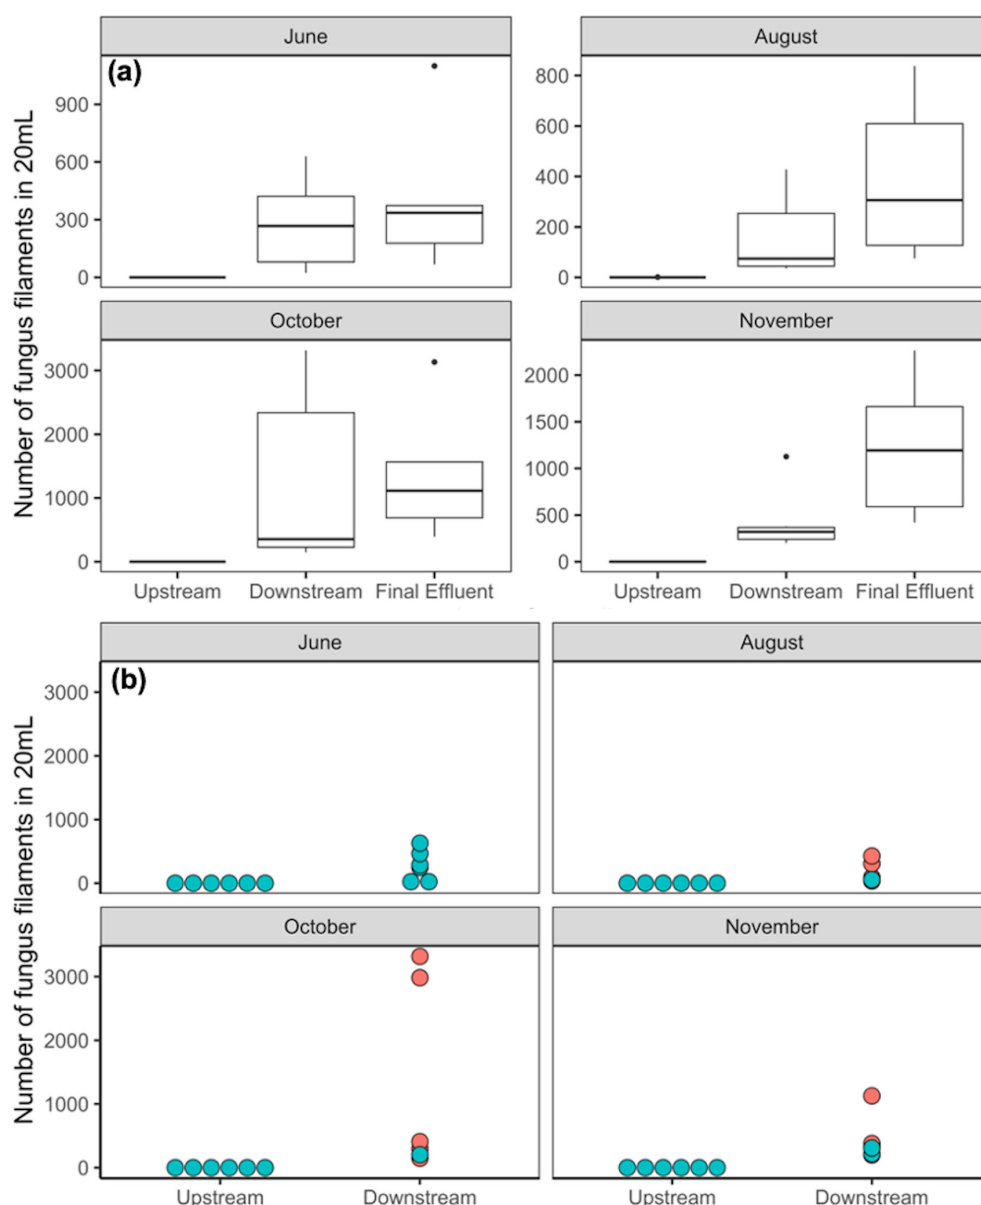 June
August
(a)
Number of fungus filaments in 20mL
900
600
300
0
800
600
400
200
0
October
November
3000
2000
1000
0
2000
1500
1000
500
0
Upstream
Downstream
Final Effluent
Upstream
Downstream
Final Effluent
June
August
(b)
Number of fungus filaments in 20mL
3000
2000
1000
0
October
November
3000
2000
1000
0
Upstream
Downstream
Upstream
Downstream